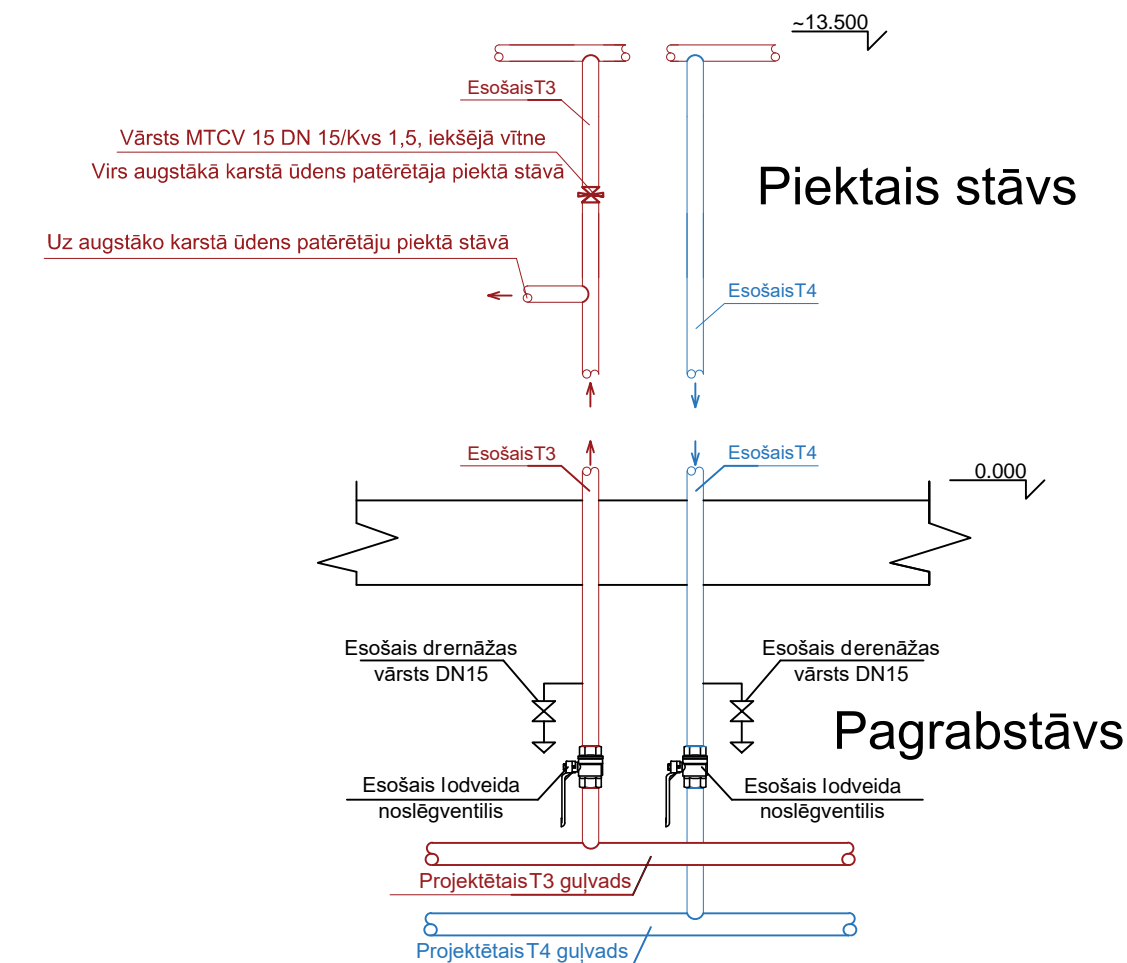 ~13.500
EsošaisT3
Vārsts MTCV 15 DN 15/Kvs 1,5, iekšējā vītne
Virs augstākā karstā ūdens patērētāja piektā stāvā
Piektais stāvs
Uz augstāko karstā ūdens patērētāju piektā stāvā
EsošaisT4
EsošaisT3
EsošaisT4
0.000
Esošais drernāžas
vārsts DN15
Esošais derenāžas
vārsts DN15
Pagrabstāvs
Esošais lodveida
noslēgventilis
Esošais lodveida
noslēgventilis
ProjektētaisT3 guļvads
ProjektētaisT4 guļvads